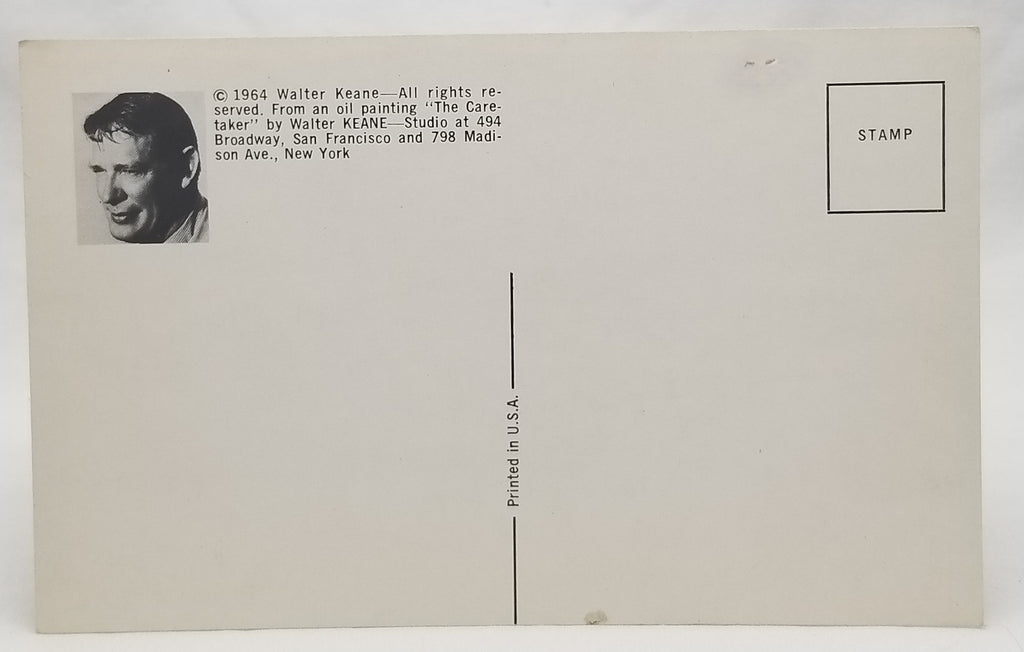 © 1964 Walter Keane—All rights re-
served. From an oil painting "The Care-
taker" by Walter KEANE—Studio at 494
Broadway, San Francisco and 798 Madi-
son Ave., New York
STAMP
Printed in U.S.A.